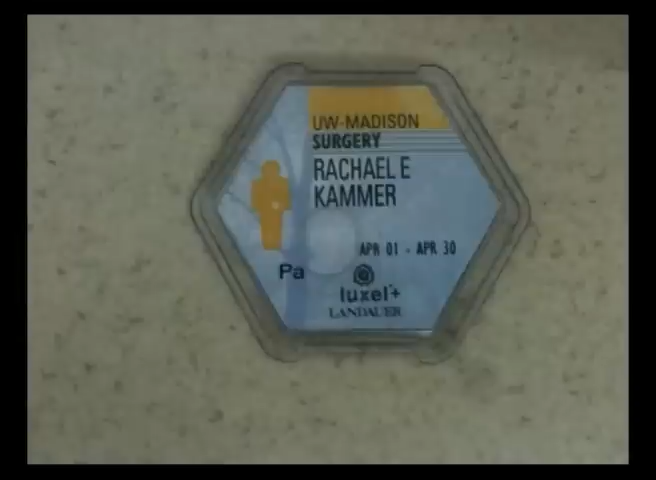 UW-MADISON
SURGERY
RACHAEL E
KAMMER
APR 01 - APR 30
Pa
luxel+
LANDAUER